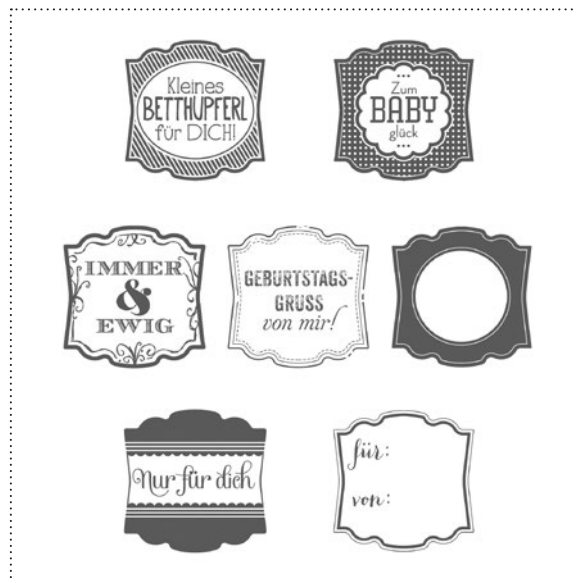 Kleines
BETTHUPFERL
für DICH!
Zum
BABY
glück
IMMER
&
EWIG
GEBURTSTAGS-
GRUSS
von mir!
Nur für dich
für:
von: